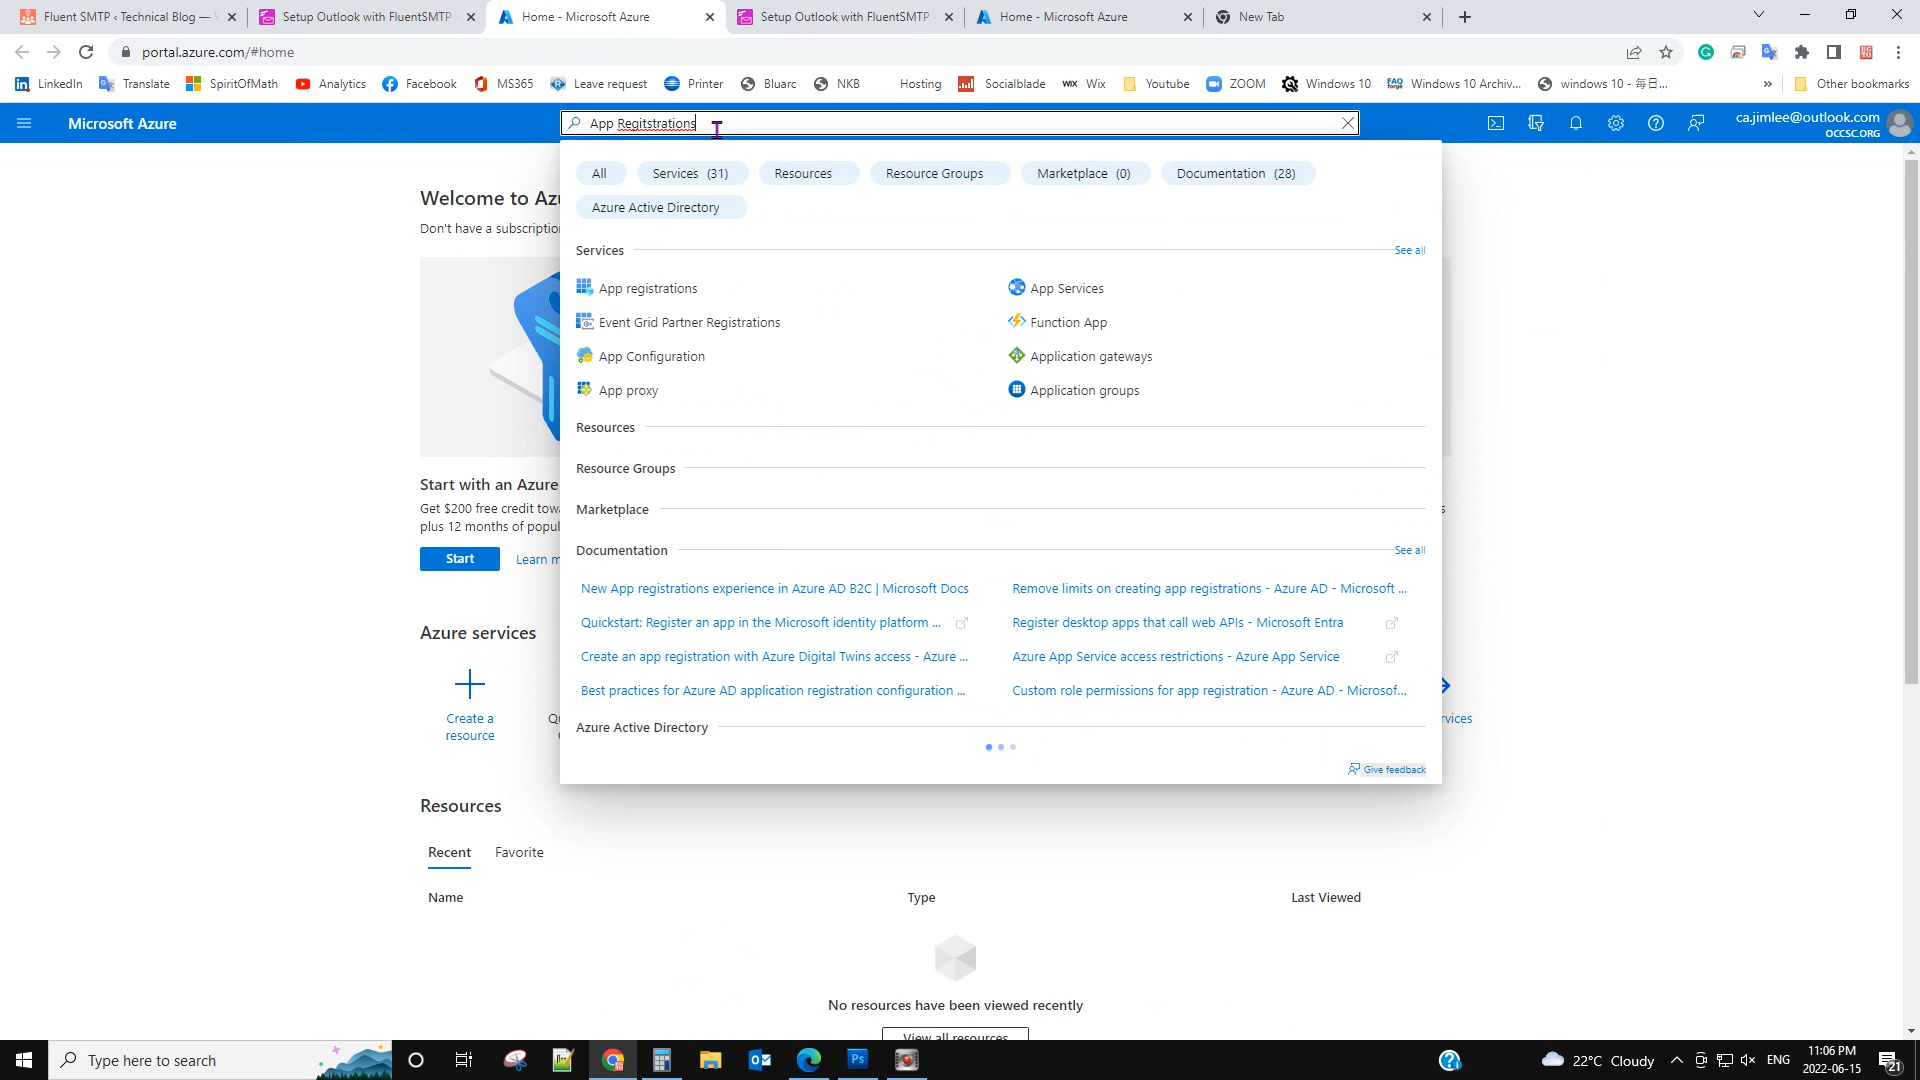 Fluent SMTP ‹ Technical Blog —
Setup Outlook with FluentSMTP
Home - Microsoft Azure
Setup Outlook with FluentSMTP
Home - Microsoft Azure
New Tab
portal.azure.com/#home
LinkedIn
Translate
SpiritOfMath
Analytics
Facebook
MS365
Leave request
Printer
Bluarc
NKB
Hosting
Socialblade
WIX Wix
Youtube
ZOOM
Windows 10
FAQ Windows 10 Archiv...
windows 10 - 每日...
»
Other bookmarks
Microsoft Azure
App Regitstrations
ca.jimlee@outlook.com
OCCSC.ORG
All
Services (31)
Resources
Resource Groups
Marketplace (0)
Documentation (28)
Azure Active Directory
Welcome to Az
Don't have a subscriptio
Services
See all
App registrations
App Services
Event Grid Partner Registrations
Function App
App Configuration
Application gateways
App proxy
Application groups
Resources
Resource Groups
Marketplace
Documentation
See all
New App registrations experience in Azure AD B2C | Microsoft Docs
Remove limits on creating app registrations - Azure AD - Microsoft ...
Quickstart: Register an app in the Microsoft identity platform ...
Register desktop apps that call web APIs - Microsoft Entra
Create an app registration with Azure Digital Twins access - Azure ...
Azure App Service access restrictions - Azure App Service
Best practices for Azure AD application registration configuration ...
Custom role permissions for app registration - Azure AD - Microsof...
Azure Active Directory
Give feedback
Start with an Azure
Get $200 free credit tow
plus 12 months of popul
Start
Learn m
Azure services
Create a
resource
Qu
rvices
Resources
Recent
Favorite
Name
Type
Last Viewed
No resources have been viewed recently
View all resources
Type here to search
Ps
22°C Cloudy
ENG
11:06 PM
2022-06-15
21